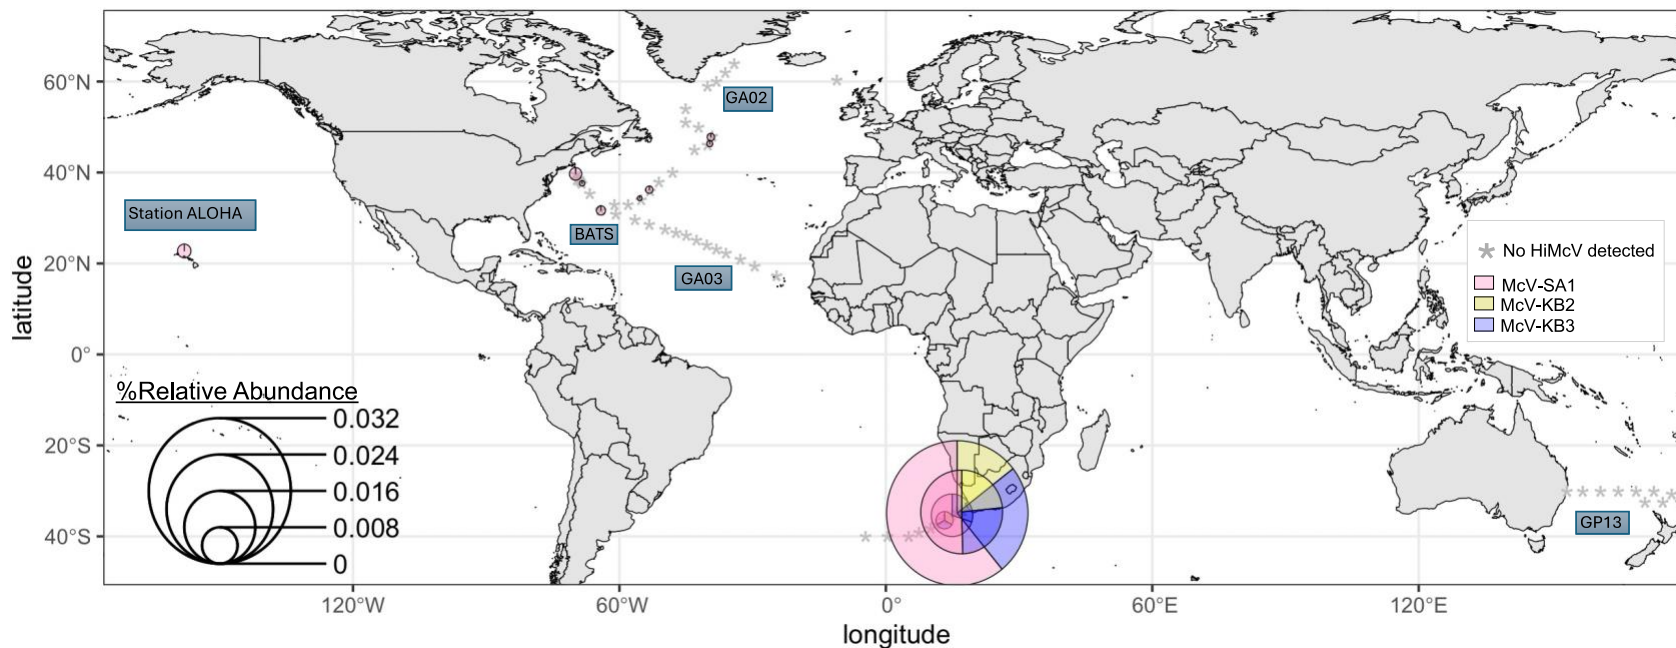 60°N
40°N
20°N
0°
20°S
40°S
latitude
GA02
Station ALOHA
BATS
GA03
* No HiMcV detected
McV-SA1
McV-KB2
McV-KB3
%Relative Abundance
0.032
0.024
0.016
0.008
0
GP13
120°W
60°W
0°
60°E
120°E
longitude